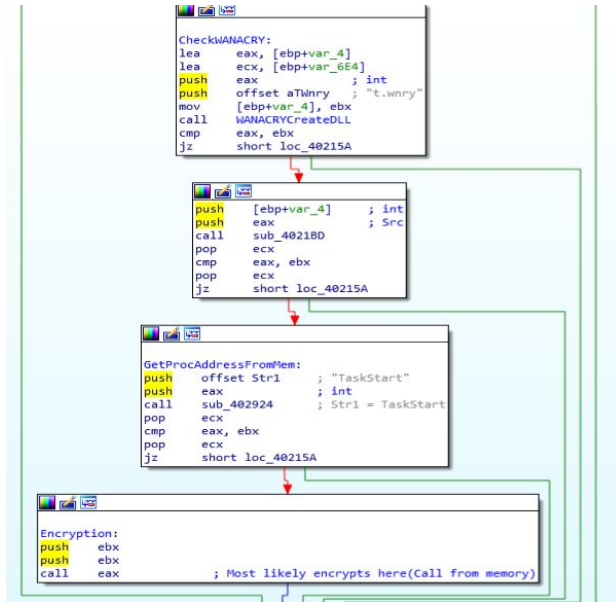 CheckWANACRY:
lea eax, [ebp+var_4]
lea ecx, [ebp+var_6E4]
push eax ; int
push offset aTWnry ; "t.wnry"
mov [ebp+var_4], ebx
call WANACRYCreateDLL
cmp eax, ebx
jz short loc_40215A
push [ebp+var_4] ; int
push eax ; Src
call sub_4021BD
pop ecx
cmp eax, ebx
pop ecx
jz short loc_40215A
GetProcAddressFromMem:
push offset Str1 ; "TaskStart"
push eax ; int
call sub_402924 ; Str1 = TaskStart
pop ecx
cmp eax, ebx
pop ecx
jz short loc_40215A
Encryption:
push ebx
push ebx
call eax ; Most likely encrypts here(Call from memory)